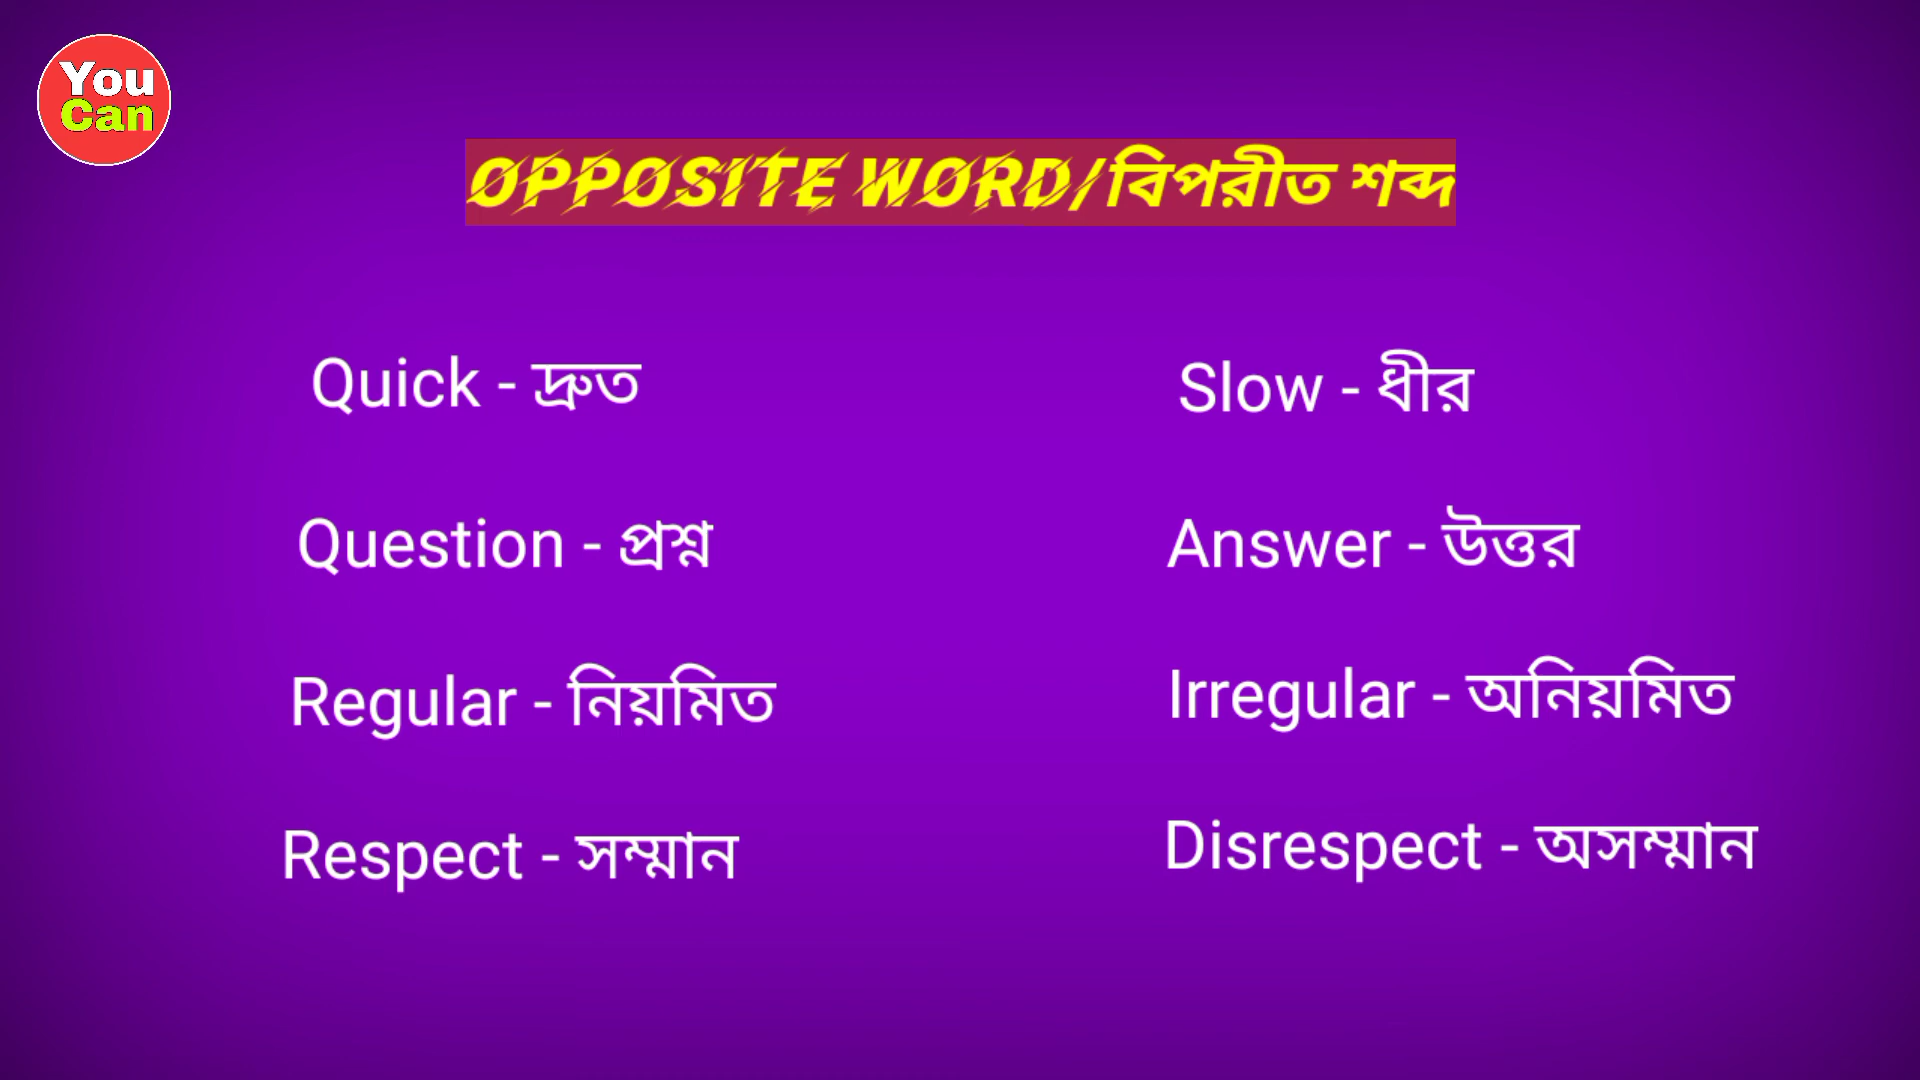 You
Can
OPPOSITE WORD/বিপরীত শব্দ
Quick - দ্রুত
Slow - ধীর
Question - প্রশ্ন
Answer - উত্তর
Regular - নিয়মিত
Irregular - অনিয়মিত
Respect - সম্মান
Disrespect - অসম্মান